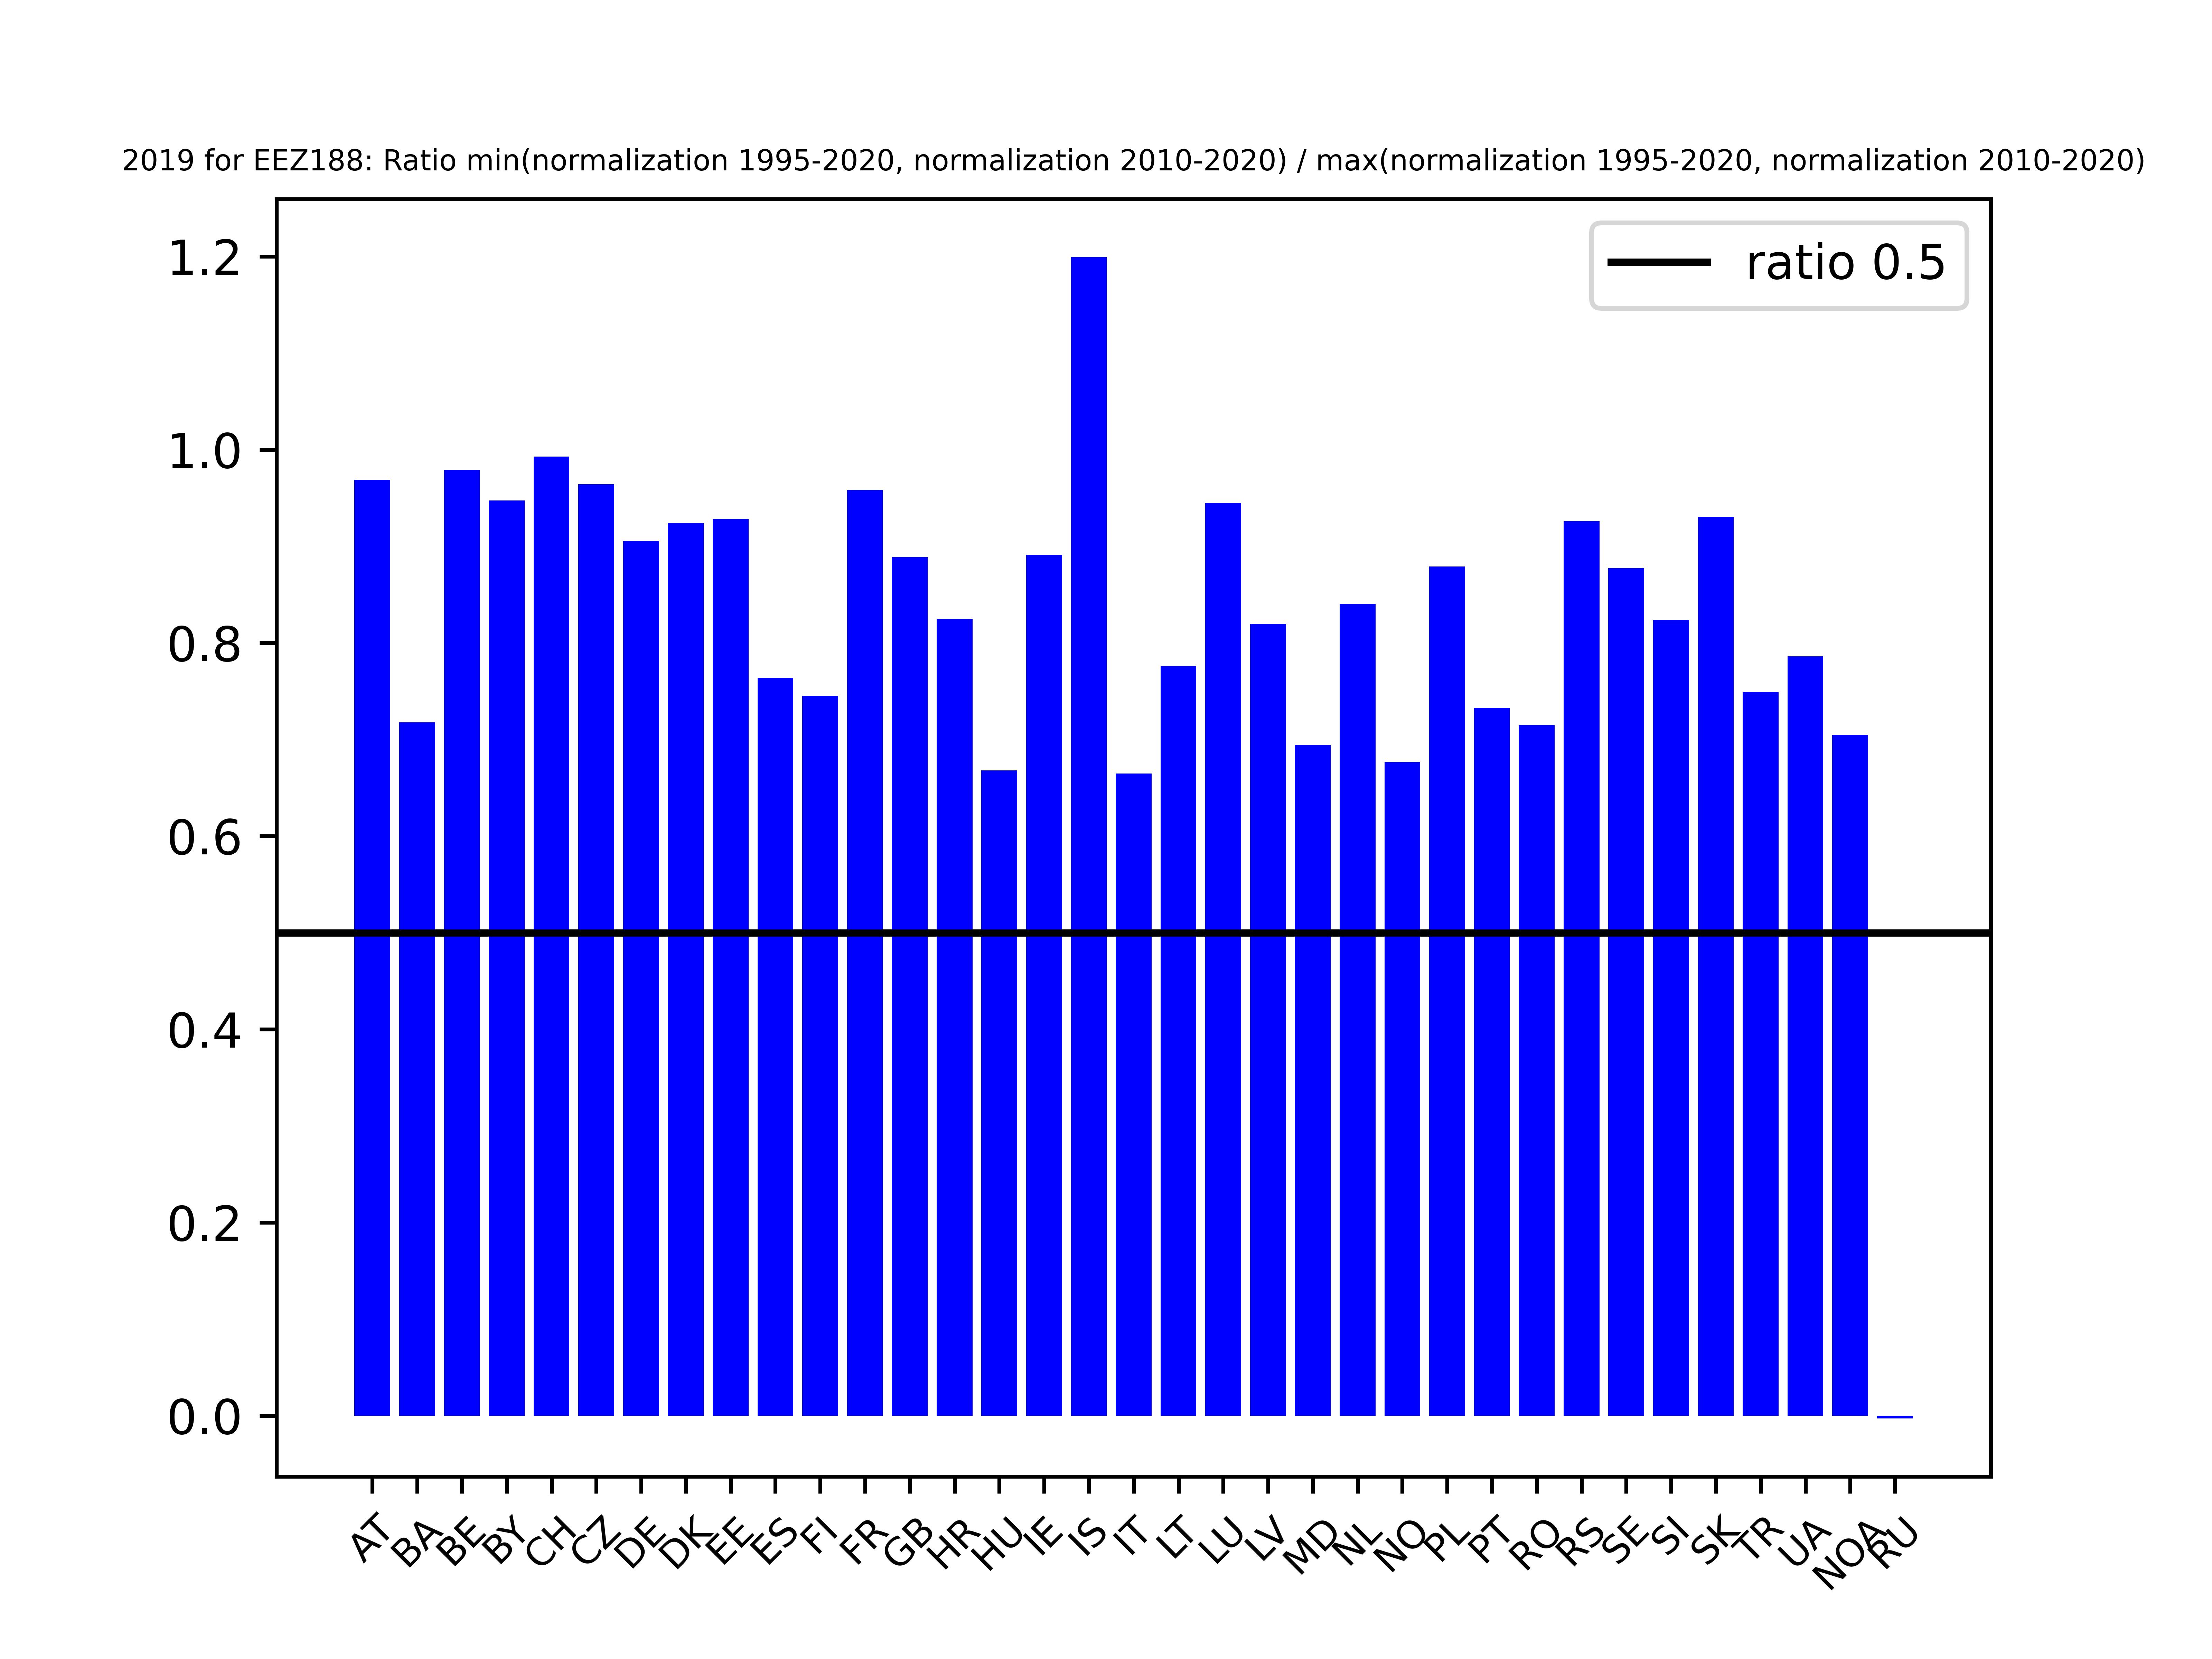 2019 for EEZ188: Ratio min(normalization 1995-2020, normalization 2010-2020) / max(normalization 1995-2020, normalization 2010-2020)
ratio 0.5
1.2
1.0
0.8
0.6
0.4
0.2
0.0
AT BA BE BY CH CZ DE DK EE ES FI FR GB HR HU IE IS IT LT LU LV MD NL NO PL PT RO RS SE SI SK TR UA NOA RU